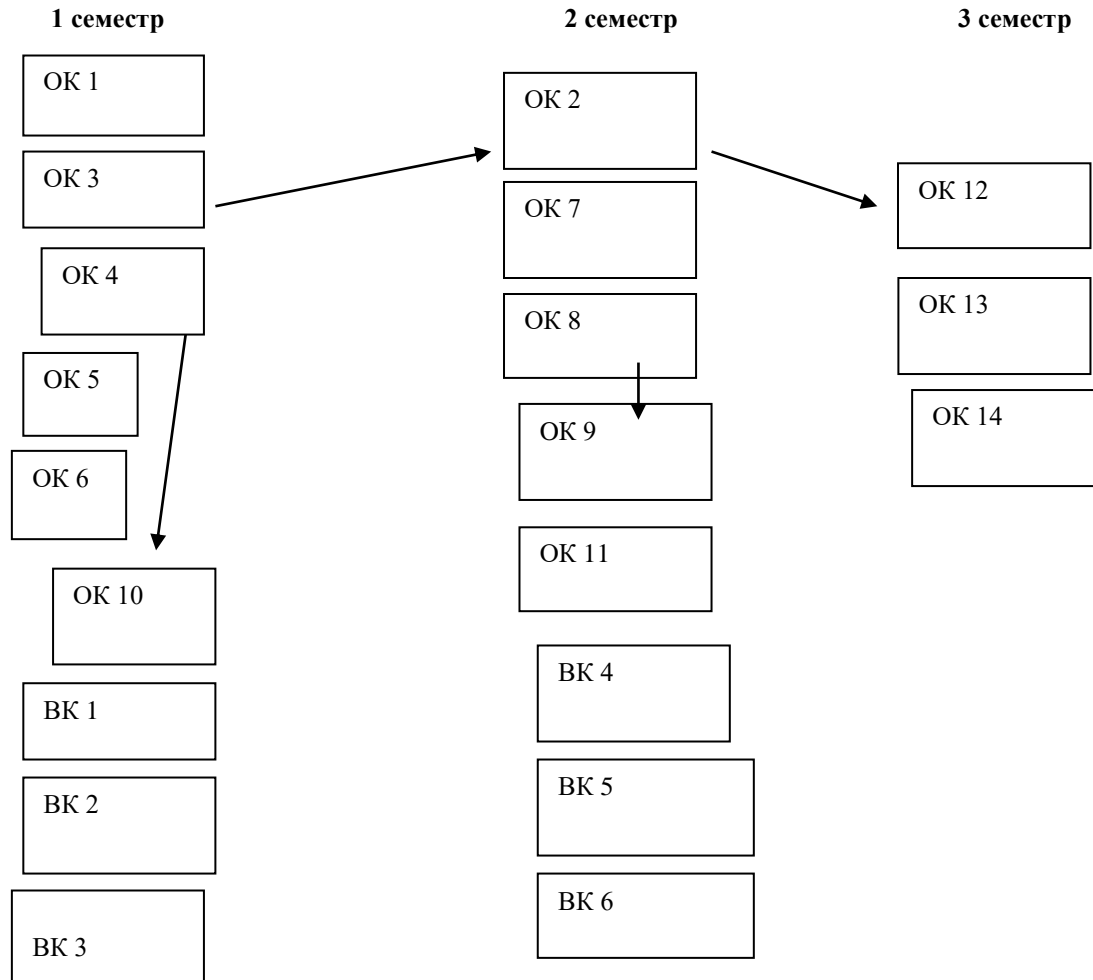 1 семестр
2 семестр
3 семестр
ОК 1
ОК 3
ОК 4
ОК 5
ОК 6
ОК 10
ВК 1
ВК 2
ВК 3
ОК 2
ОК 7
ОК 8
ОК 9
ОК 11
ВК 4
ВК 5
ВК 6
ОК 12
ОК 13
ОК 14